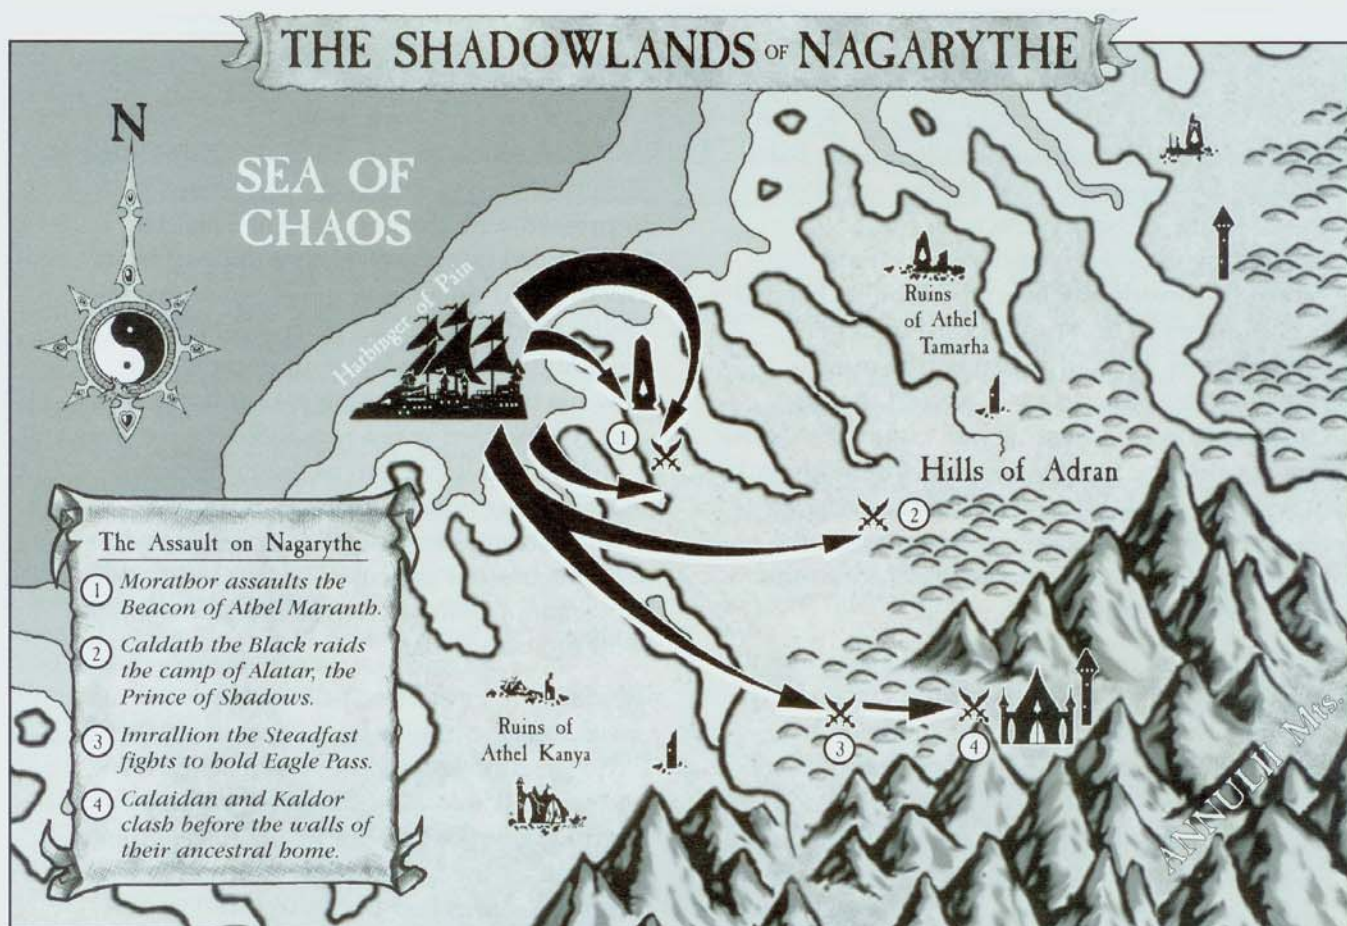 THE SHADOWLANDS OF NAGARYTHE
N
SEA OF
CHAOS
Harbinger of Pain
Ruins
of Athel
Tamarha
Hills of Adran
1
2
3
4
Ruins of
Athel Kanya
ANNULII Mts.
The Assault on Nagarythe
1 Morathor assaults the
Beacon of Athel Maranth.
2 Caldath the Black raids
the camp of Alatar, the
Prince of Shadows.
3 Imrallion the Steadfast
fights to hold Eagle Pass.
4 Calaidan and Kaldor
clash before the walls of
their ancestral home.